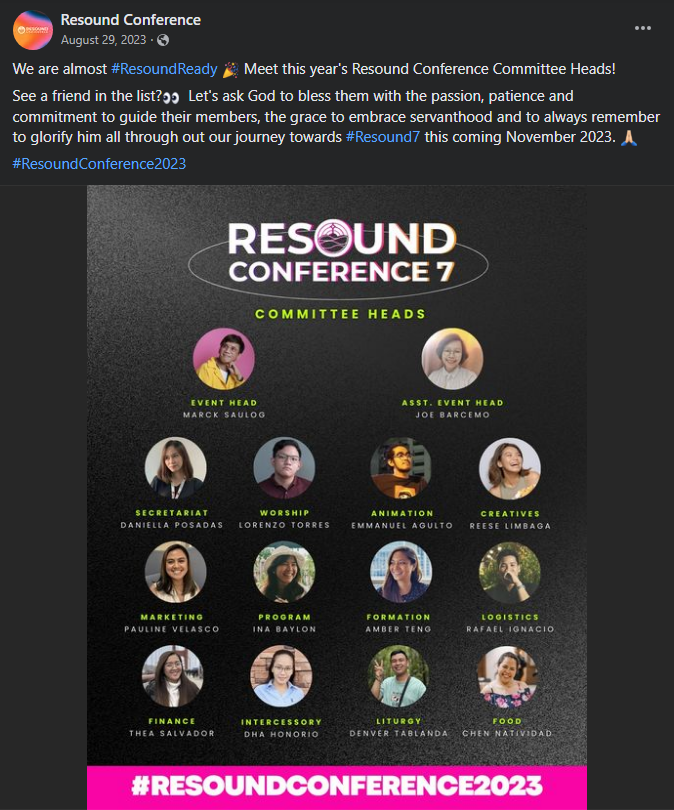 Resound Conference
August 29, 2023 ·
We are almost #ResoundReady 🎉 Meet this year's Resound Conference Committee Heads!
See a friend in the list?👀 Let's ask God to bless them with the passion, patience and
commitment to guide their members, the grace to embrace servanthood and to always remember
to glorify him all through out our journey towards #Resound7 this coming November 2023. 🙏
#ResoundConference2023
RESOUND
CONFERENCE 7
COMMITTEE HEADS
EVENT HEAD
MARCK SAULOG
ASST. EVENT HEAD
JOE BARCEMO
SECRETARIAT
DANIELLA POSADAS
WORSHIP
LORENZO TORRES
ANIMATION
EMMANUEL AGULTO
CREATIVES
REESE LIMBAGA
MARKETING
PAULINE VELASCO
PROGRAM
INA BAYLON
FORMATION
AMBER TENG
LOGISTICS
RAFAEL IGNACIO
FINANCE
THEA SALVADOR
INTERCESSORY
DHA HONORIO
LITURGY
DENVER TABLANDA
FOOD
CHEN NATIVIDAD
#RESOUNDCONFERENCE2023